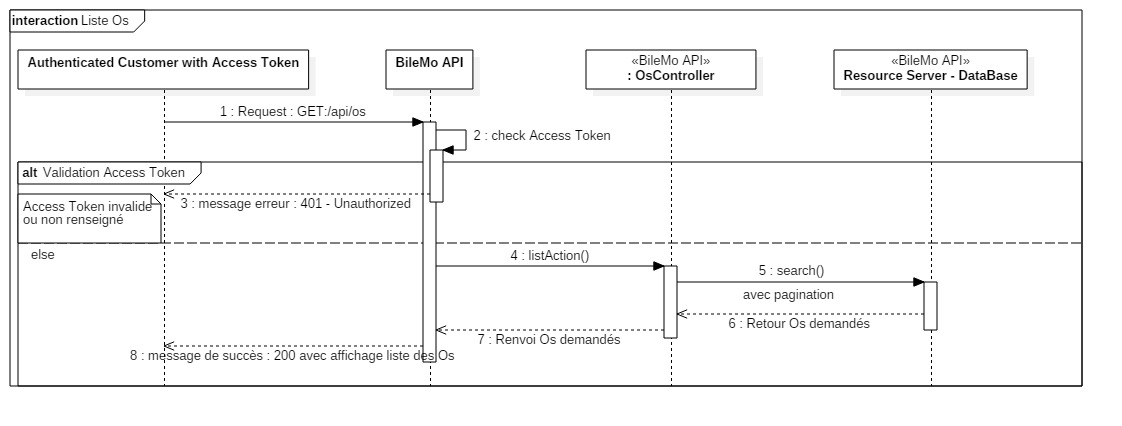 interaction Liste Os
Authenticated Customer with Access Token
BileMo API
«BileMo API»
: OsController
«BileMo API»
Resource Server - DataBase
1 : Request : GET:/api/os
2 : check Access Token
alt Validation Access Token
3 : message erreur : 401 - Unauthorized
Access Token invalide
ou non renseigné
else
4 : listAction()
5 : search()
avec pagination
6 : Retour Os demandés
7 : Renvoi Os demandés
8 : message de succès : 200 avec affichage liste des Os